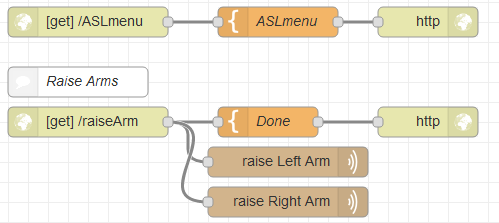 [get] /ASLmenu ASLmenu http
Raise Arms
[get] /raiseArm Done http
raise Left Arm
raise Right Arm